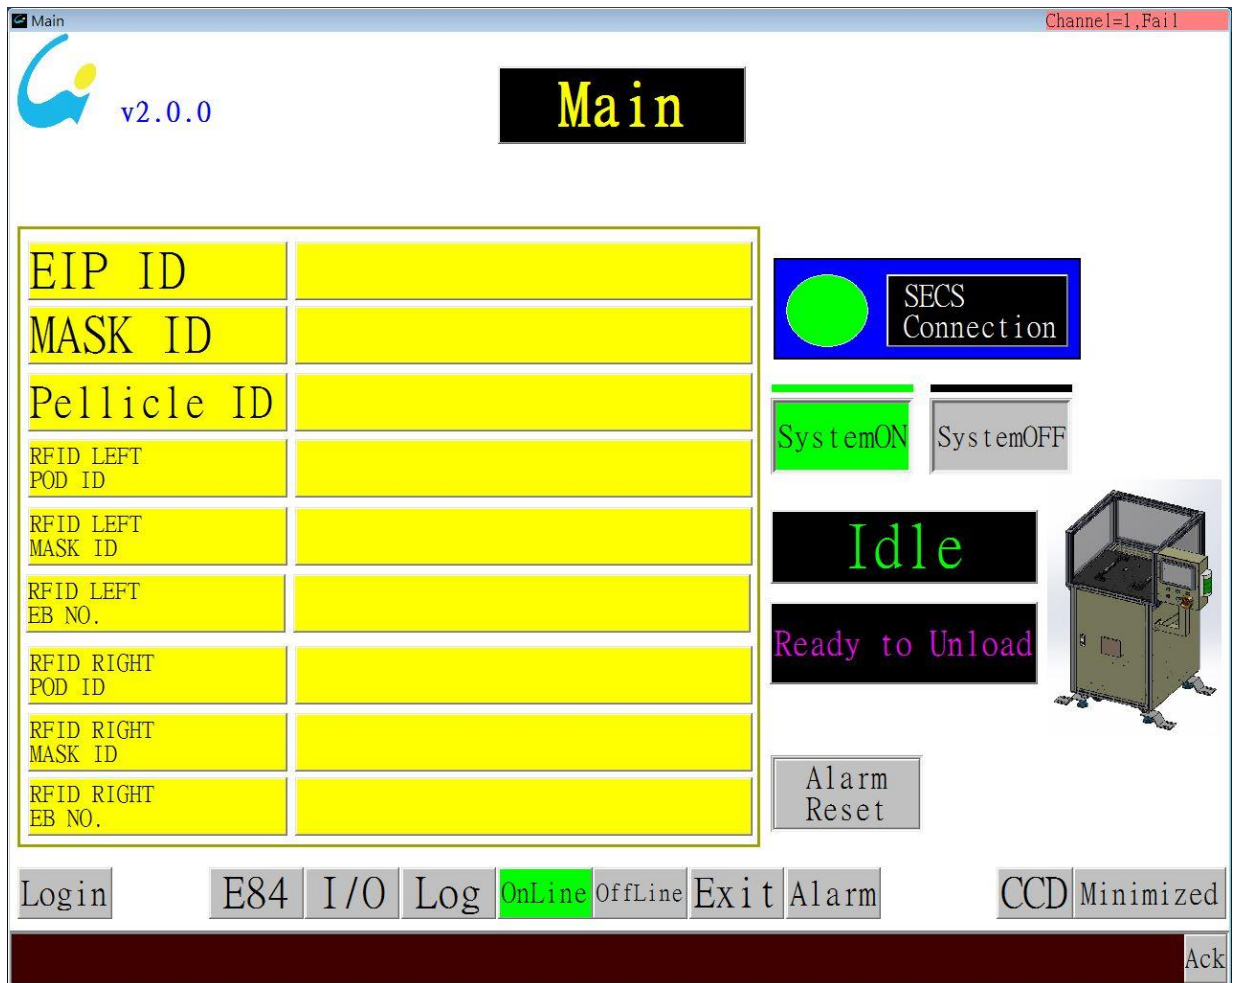 Main
Channel=1,Fail
v2.0.0
Main
EIP ID
MASK ID
Pellicle ID
RFID LEFT
POD ID
RFID LEFT
MASK ID
RFID LEFT
EB NO.
RFID RIGHT
POD ID
RFID RIGHT
MASK ID
RFID RIGHT
EB NO.
SECS
Connection
SystemON
SystemOFF
Idle
Ready to Unload
Alarm
Reset
Login
E84
I/O
Log
OnLine
OffLine
Exit
Alarm
CCD
Minimized
Ack